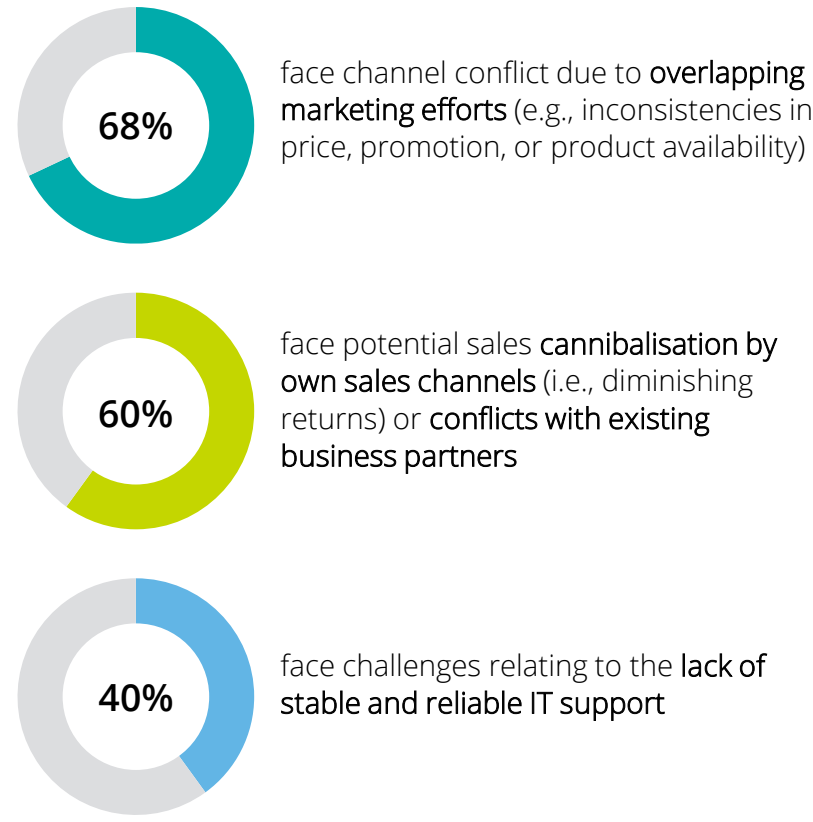 68%
face channel conflict due to overlapping
marketing efforts (e.g., inconsistencies in
price, promotion, or product availability)
60%
face potential sales cannibalisation by
own sales channels (i.e., diminishing
returns) or conflicts with existing
business partners
40%
face challenges relating to the lack of
stable and reliable IT support